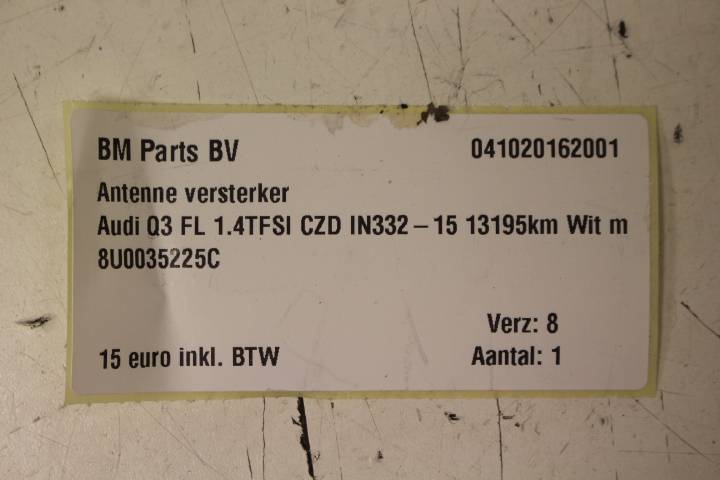 BM Parts BV 041020162001
Antenne versterker
Audi Q3 FL 1.4TFSI CZD IN332-15 13195km Wit m
8U0035225C
Verz: 8
15 euro inkl. BTW Aantal: 1